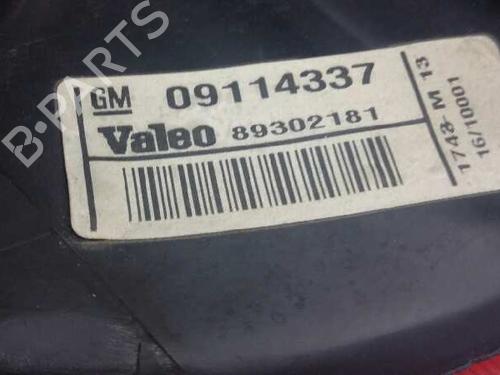 B-PARTS
GM 09114337
Valeo 89302181
1743-M 13
16/10001